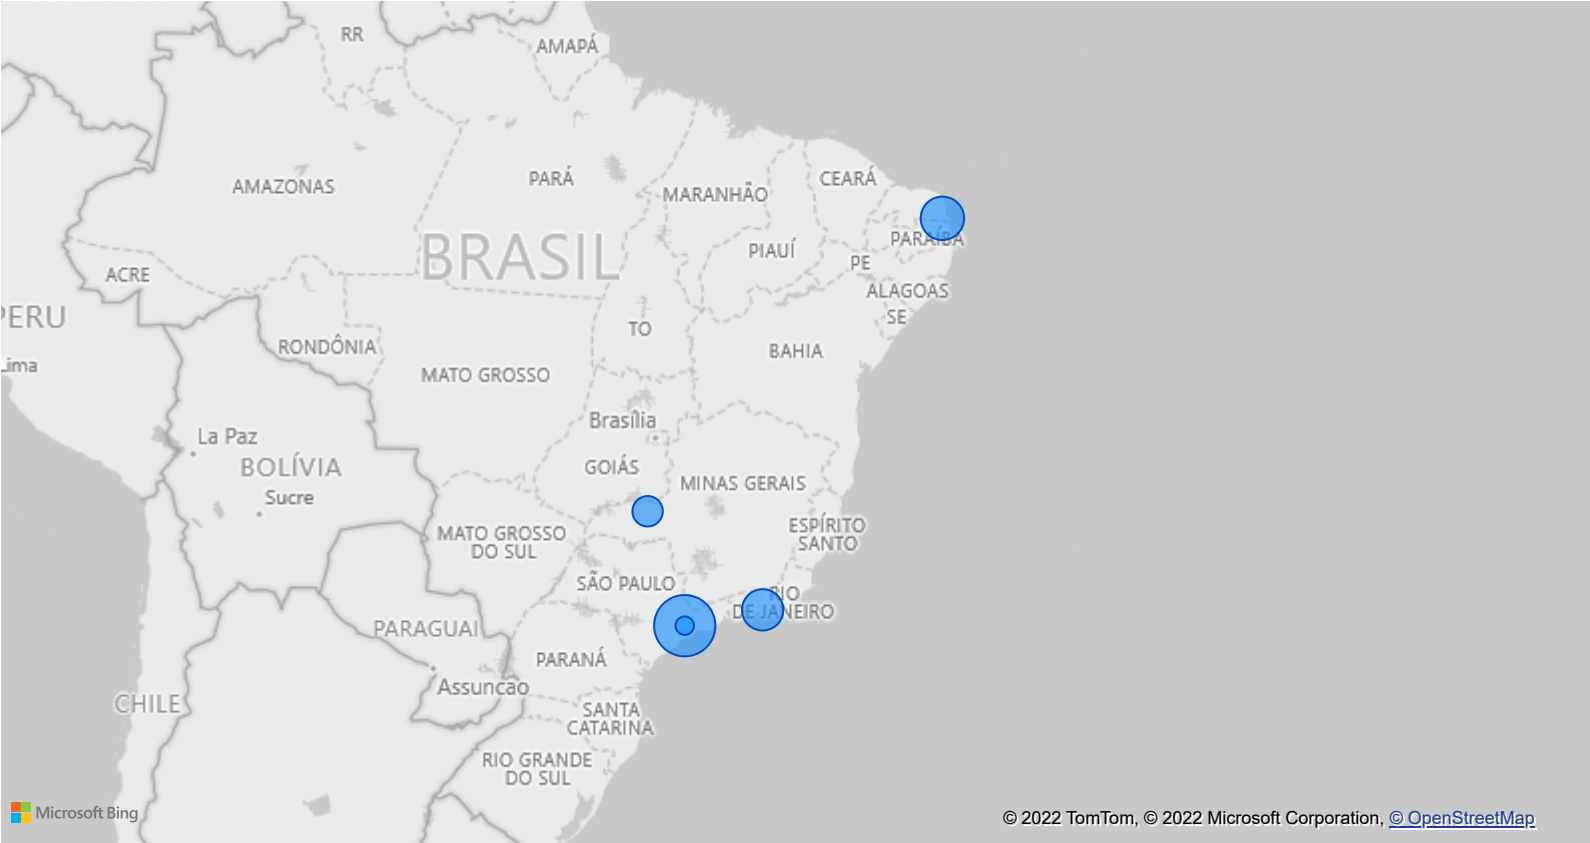 RR
AMAPÁ
AMAZONAS
PARÁ
MARANHÃO
CEARÁ
BRASIL
PIAUÍ
PARAÍBA
PE
ACRE
ALAGOAS
SE
PERU
TO
RONDÔNIA
BAHIA
Lima
MATO GROSSO
Brasília
La Paz
BOLÍVIA
GOIÁS
MINAS GERAIS
Sucre
MATO GROSSO
DO SUL
ESPÍRITO
SANTO
SÃO PAULO
RIO
DE JANEIRO
PARAGUAI
PARANÁ
Assuncao
CHILE
SANTA
CATARINA
RIO GRANDE
DO SUL
Microsoft Bing
© 2022 TomTom, © 2022 Microsoft Corporation, © OpenStreetMap